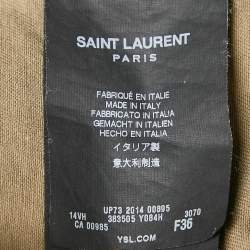 SAINT LAURENT
PARIS
FABRIQUÉ EN ITALIE
MADE IN ITALY
FABBRICATO IN ITALIA
GEMACHT IN ITALIEN
HECHO EN ITALIA
イタリア製
意大利制造
UP73 2G14 00895
14VH 383505 Y084H 3070
CA 00985 F36
YSL.COM